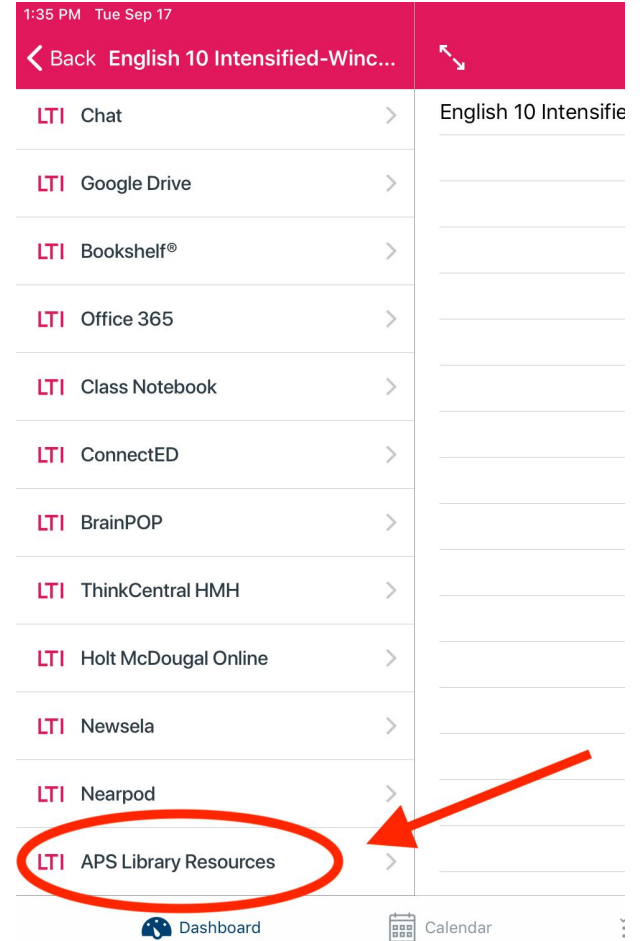 1:35 PM Tue Sep 17
Back English 10 Intensified-Winc...
English 10 Intensifie
LTI Chat
LTI Google Drive
LTI Bookshelf®
LTI Office 365
LTI Class Notebook
LTI ConnectED
LTI BrainPOP
LTI ThinkCentral HMH
LTI Holt McDougal Online
LTI Newsela
LTI Nearpod
LTI APS Library Resources
Dashboard
Calendar